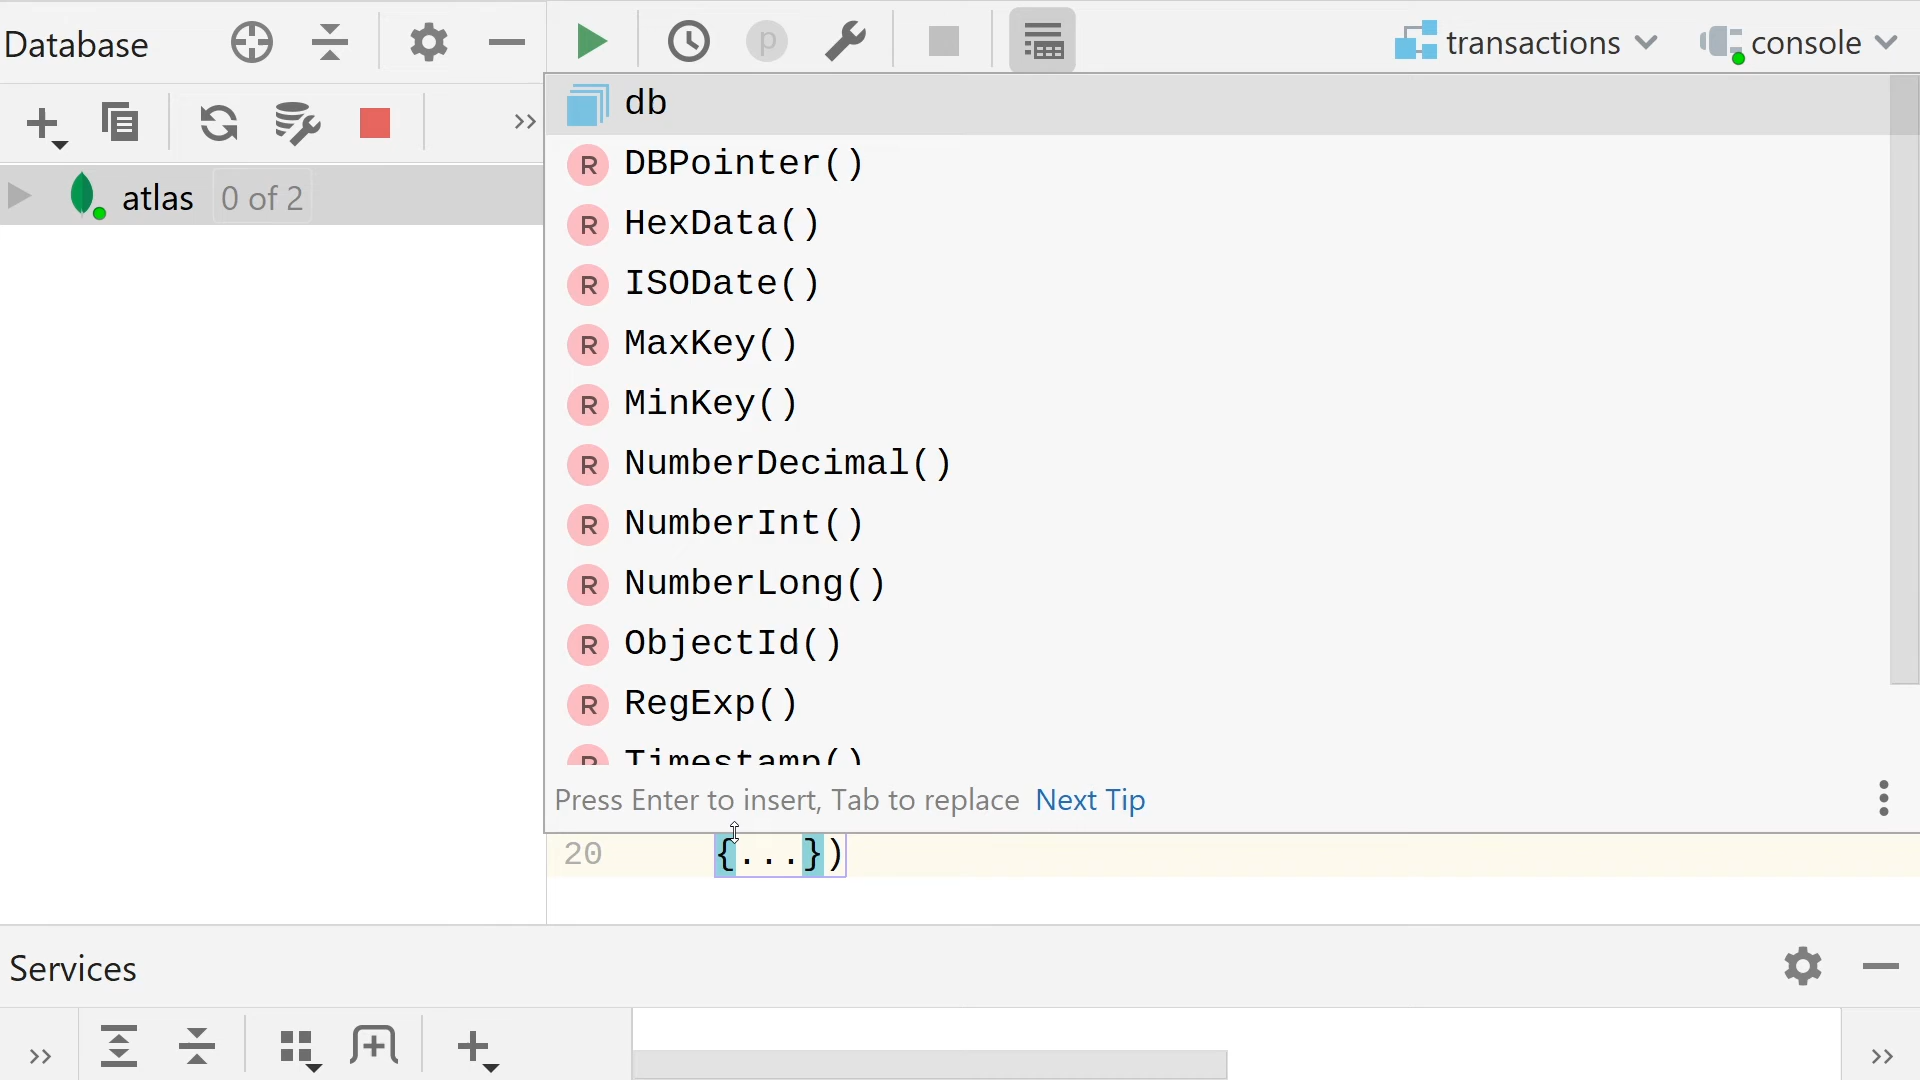 Database
p
transactions
console
atlas 0 of 2
db
R DBPointer()
R HexData()
R ISODate()
R MaxKey()
R MinKey()
R NumberDecimal()
R NumberInt()
R NumberLong()
R ObjectId()
R RegExp()
R Timestamp()
Press Enter to insert, Tab to replace Next Tip
20 {...})
Services